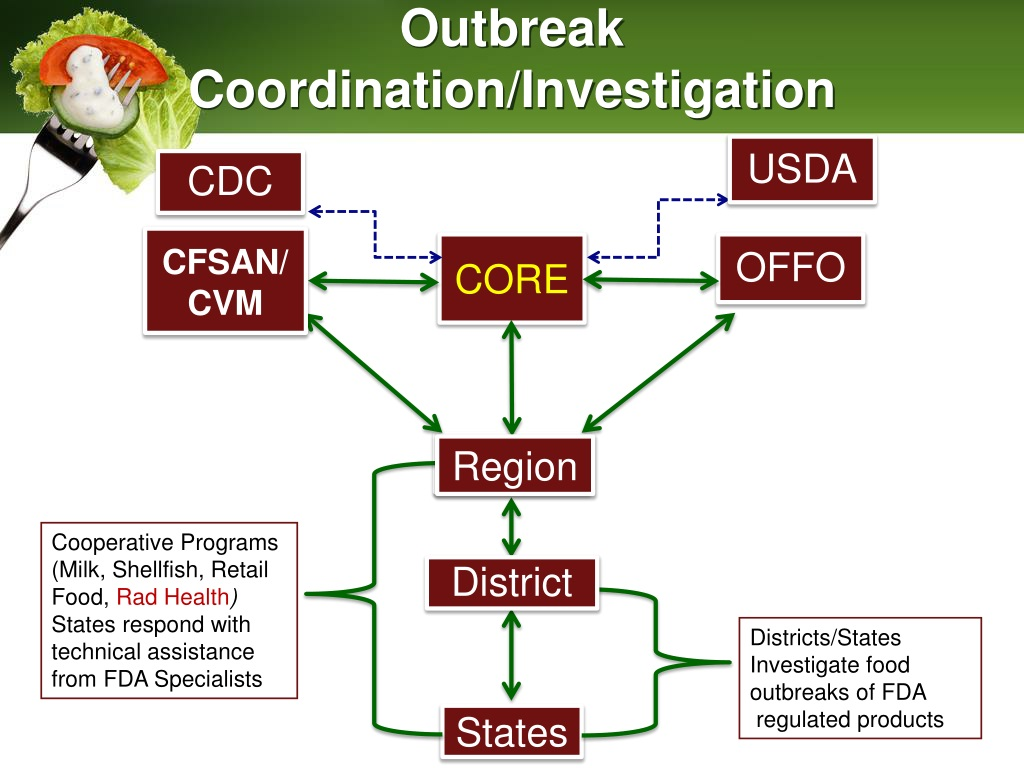 Outbreak
Coordination/Investigation
CDC
USDA
CFSAN/
CVM
CORE
OFFO
Region
Cooperative Programs
(Milk, Shellfish, Retail
Food, Rad Health)
States respond with
technical assistance
from FDA Specialists
District
Districts/States
Investigate food
outbreaks of FDA
regulated products
States